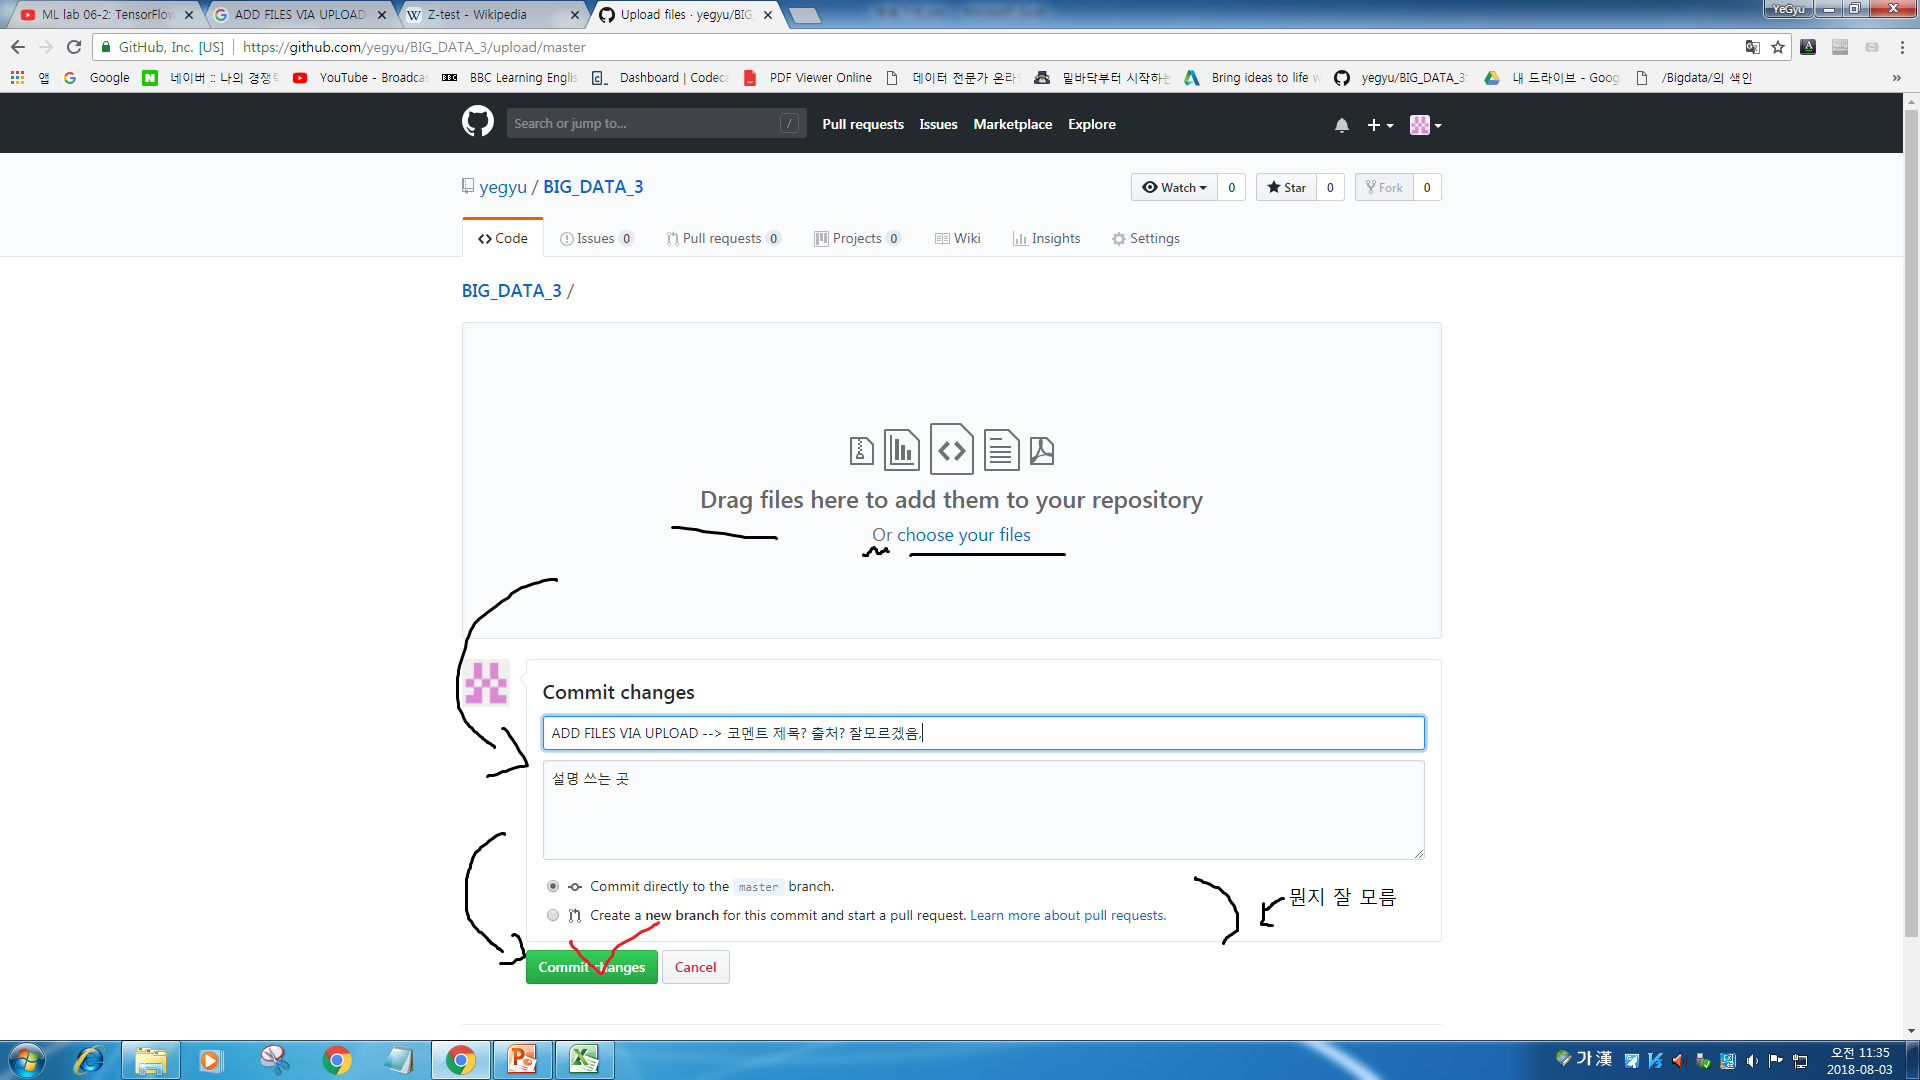 ML lab 06-2: TensorFlow
ADD FILES VIA UPLOAD
Z-test - Wikipedia
Upload files · yegyu/BIG
YeGyu
GitHub, Inc. [US]
https://github.com/yegyu/BIG_DATA_3/upload/master
앱
Google
네이버 :: 나의 경쟁
YouTube - Broadcas
BBC Learning Englis
Dashboard | Codeca
PDF Viewer Online
데이터 전문가 온라
밑바닥부터 시작하는
Bring ideas to life w
yegyu/BIG_DATA_3
내 드라이브 - Goog
/Bigdata/의 색인
»
Search or jump to...
/
Pull requests
Issues
Marketplace
Explore
yegyu / BIG_DATA_3
Watch 0
Star 0
Fork 0
Code
Issues 0
Pull requests 0
Projects 0
Wiki
Insights
Settings
BIG_DATA_3 /
Drag files here to add them to your repository
Or choose your files
Commit changes
ADD FILES VIA UPLOAD --> 코멘트 제목? 출처? 잘모르겠음,
설명 쓰는 곳
Commit directly to the master branch.
뭔지 잘 모름
Create a new branch for this commit and start a pull request. Learn more about pull requests.
Commit changes
Cancel
가 漢
오전 11:35
2018-08-03